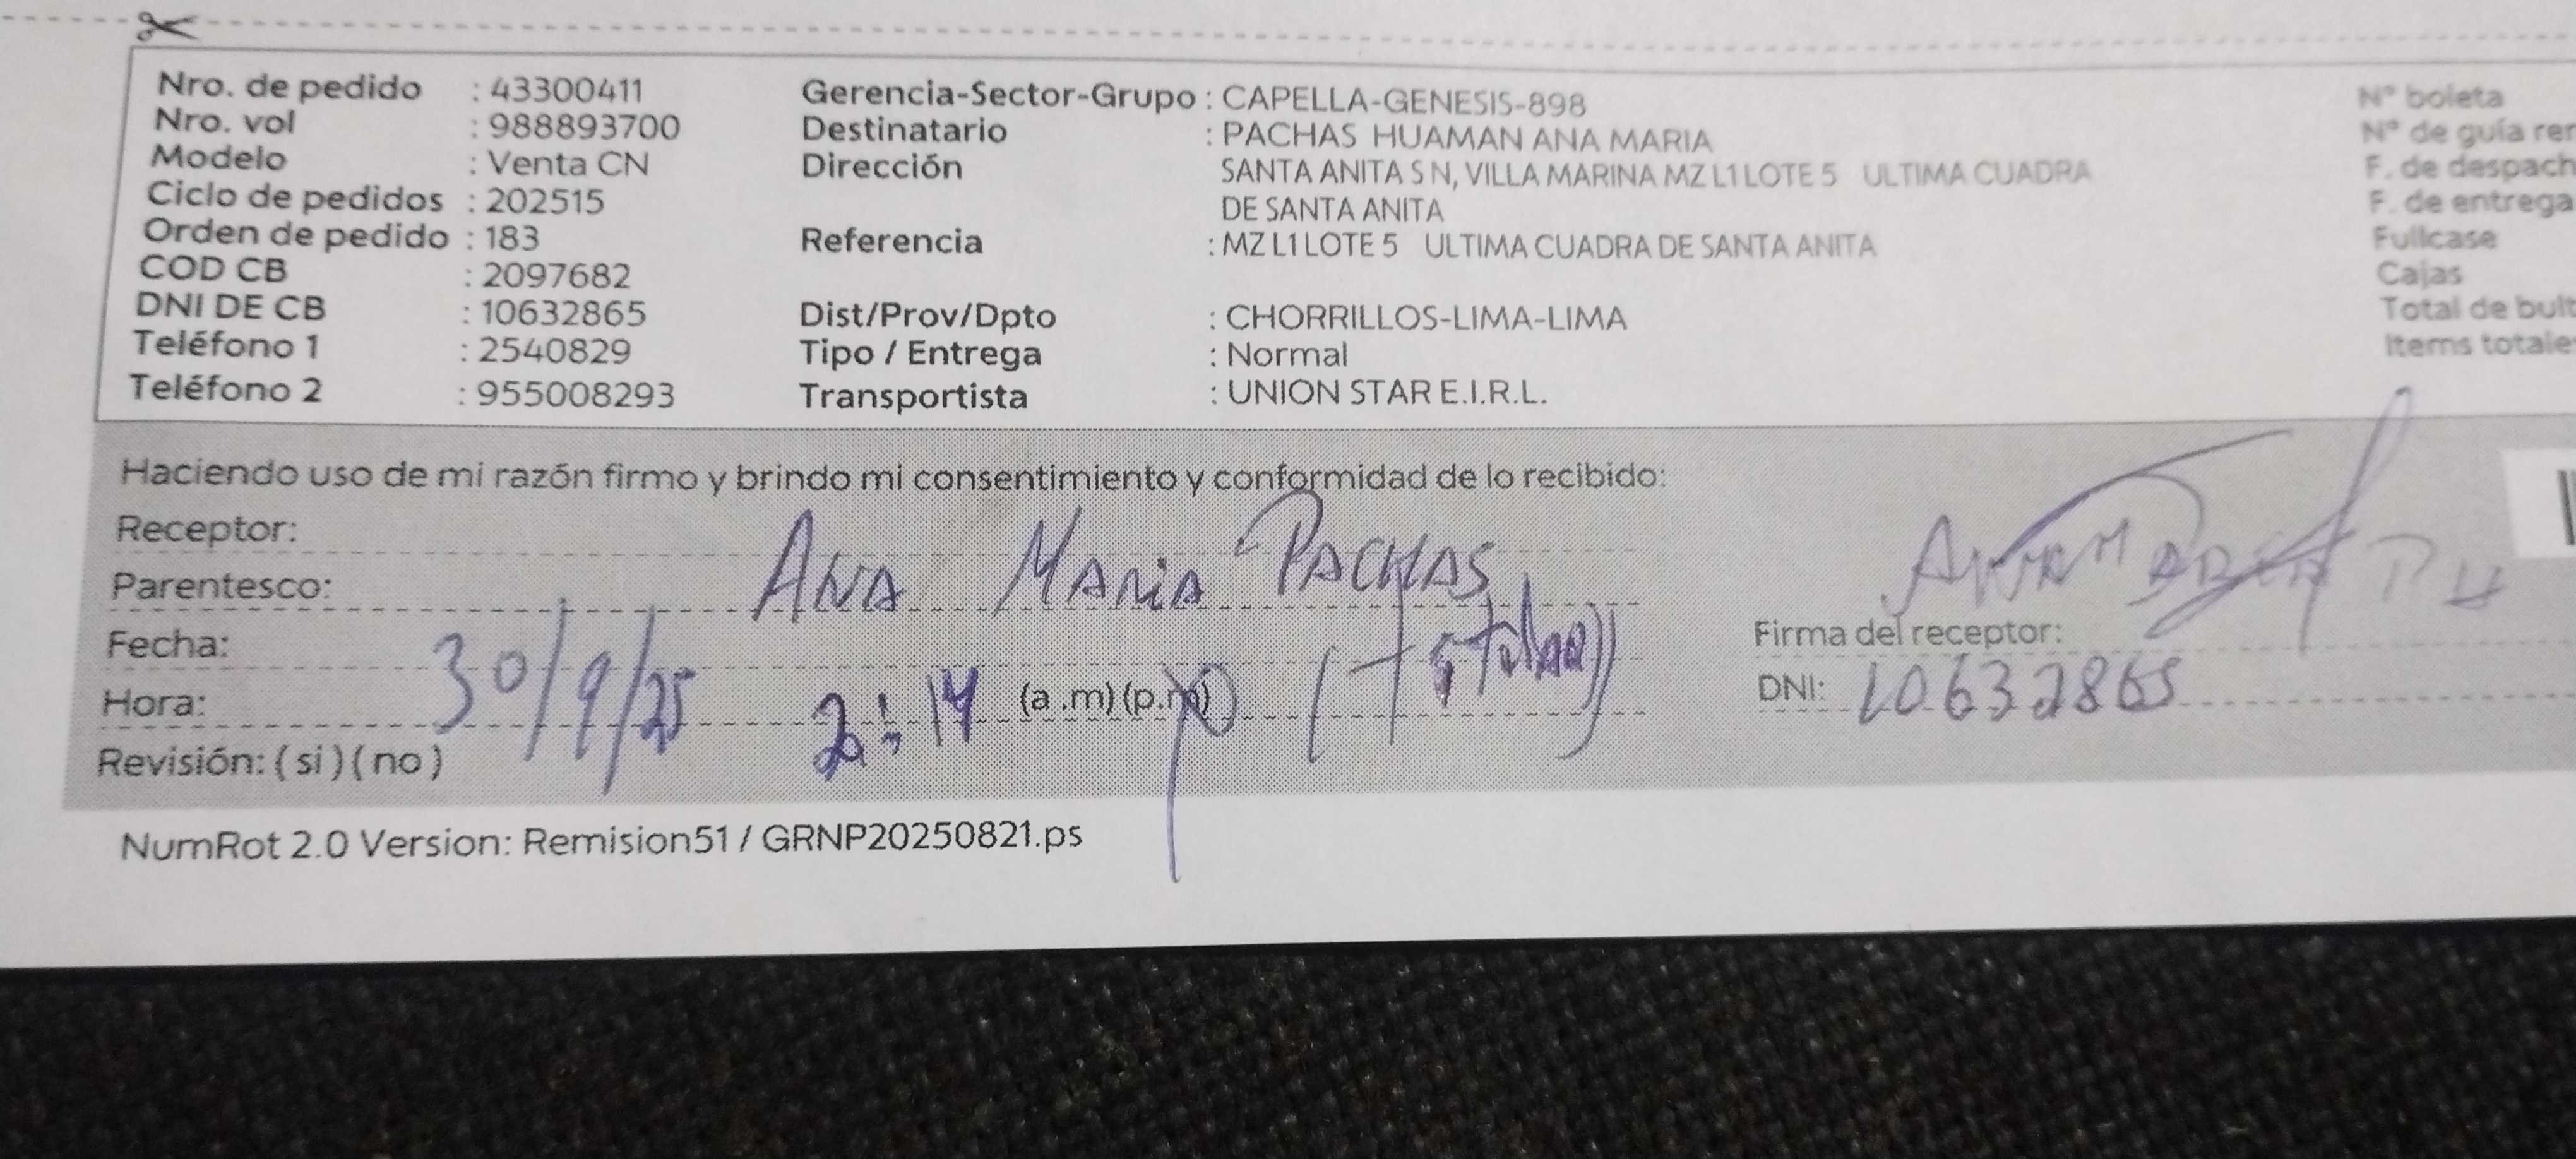 Nro. de pedido : 43300411 Gerencia-Sector-Grupo : CAPELLA-GENESIS-898 N° boleta
Nro. vol : 988893700 Destinatario : PACHAS HUAMAN ANA MARIA N° de guía rer
Modelo : Venta CN Dirección SANTA ANITA S N, VILLA MARINA MZ L1 LOTE 5 ULTIMA CUADRA F. de despach
Ciclo de pedidos : 202515 DE SANTA ANITA F. de entrega
Orden de pedido : 183 Referencia : MZ L1 LOTE 5 ULTIMA CUADRA DE SANTA ANITA Fullcase
COD CB : 2097682 Cajas
DNI DE CB : 10632865 Dist/Prov/Dpto : CHORRILLOS-LIMA-LIMA Total de bult
Teléfono 1 : 2540829 Tipo / Entrega : Normal Items totale
Teléfono 2 : 955008293 Transportista : UNION STAR E.I.R.L.
Haciendo uso de mi razón firmo y brindo mi consentimiento y conformidad de lo recibido:
Receptor:
Parentesco: ANA MARIA PACHAS
Fecha: Firma del receptor:
Hora: 30/9/25 2:14 (a.m)(p.m) DNI: 10632865
Revisión: ( si ) ( no )
NumRot 2.0 Version: Remision51 / GRNP20250821.ps